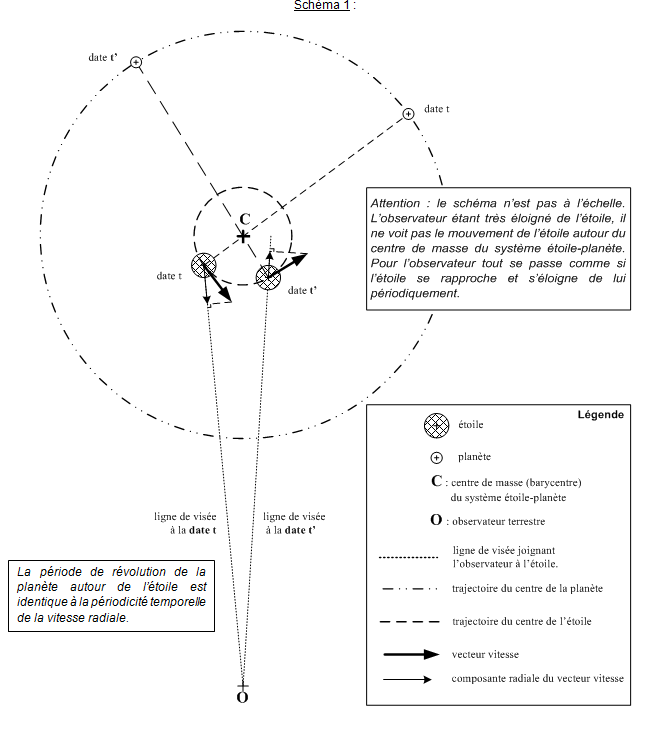 Schéma 1 :
date t’
date t
C
Attention : le schéma n’est pas à l’échelle.
L’observateur étant très éloigné de l’étoile, il
ne voit pas le mouvement de l’étoile autour du
centre de masse du système étoile-planète.
Pour l’observateur tout se passe comme si
l’étoile se rapproche et s’éloigne de lui
périodiquement.
date t
date t’
Légende
étoile
planète
C : centre de masse (barycentre)
du système étoile-planète
O : observateur terrestre
ligne de visée
à la date t
ligne de visée
à la date t’
ligne de visée joignant
l’observateur à l’étoile.
trajectoire du centre de la planète
trajectoire du centre de l’étoile
vecteur vitesse
composante radiale du vecteur vitesse
La période de révolution de la
planète autour de l'étoile est
identique à la périodicité temporelle
de la vitesse radiale.
O